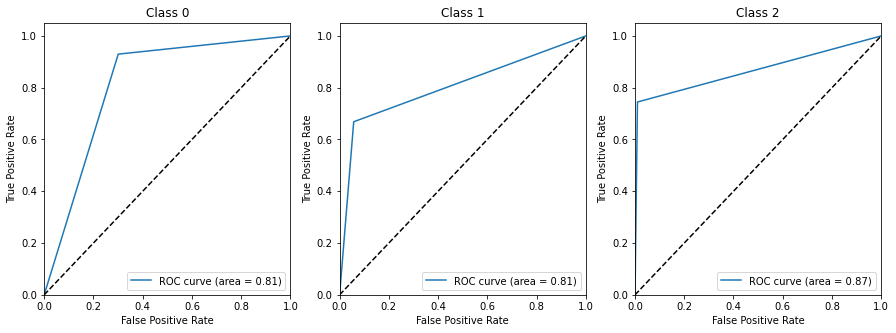 Class 0
1.0
0.8
0.6
0.4
0.2
0.0
True Positive Rate
0.0 0.2 0.4 0.6 0.8 1.0
False Positive Rate
ROC curve (area = 0.81)
Class 1
1.0
0.8
0.6
0.4
0.2
0.0
True Positive Rate
0.0 0.2 0.4 0.6 0.8 1.0
False Positive Rate
ROC curve (area = 0.81)
Class 2
1.0
0.8
0.6
0.4
0.2
0.0
True Positive Rate
0.0 0.2 0.4 0.6 0.8 1.0
False Positive Rate
ROC curve (area = 0.87)